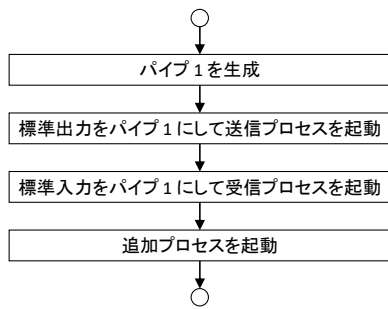 パイプ1を生成
標準出力をパイプ1にして送信プロセスを起動
標準入力をパイプ1にして受信プロセスを起動
追加プロセスを起動